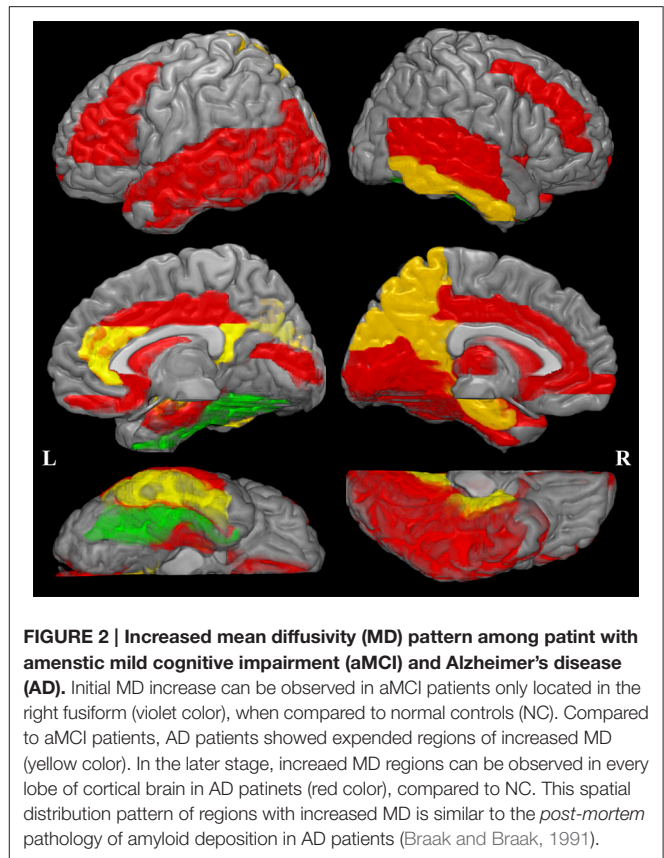 L
R
FIGURE 2 | Increased mean diffusivity (MD) pattern among patint with
amenstic mild cognitive impairment (aMCI) and Alzheimer's disease
(AD). Initial MD increase can be observed in aMCI patients only located in the
right fusiform (violet color), when compared to normal controls (NC). Compared
to aMCI patients, AD patients showed expended regions of increased MD
(yellow color). In the later stage, increaed MD regions can be observed in every
lobe of cortical brain in AD patinets (red color), compared to NC. This spatial
distribution pattern of regions with increased MD is similar to the post-mortem
pathology of amyloid deposition in AD patients (Braak and Braak, 1991).